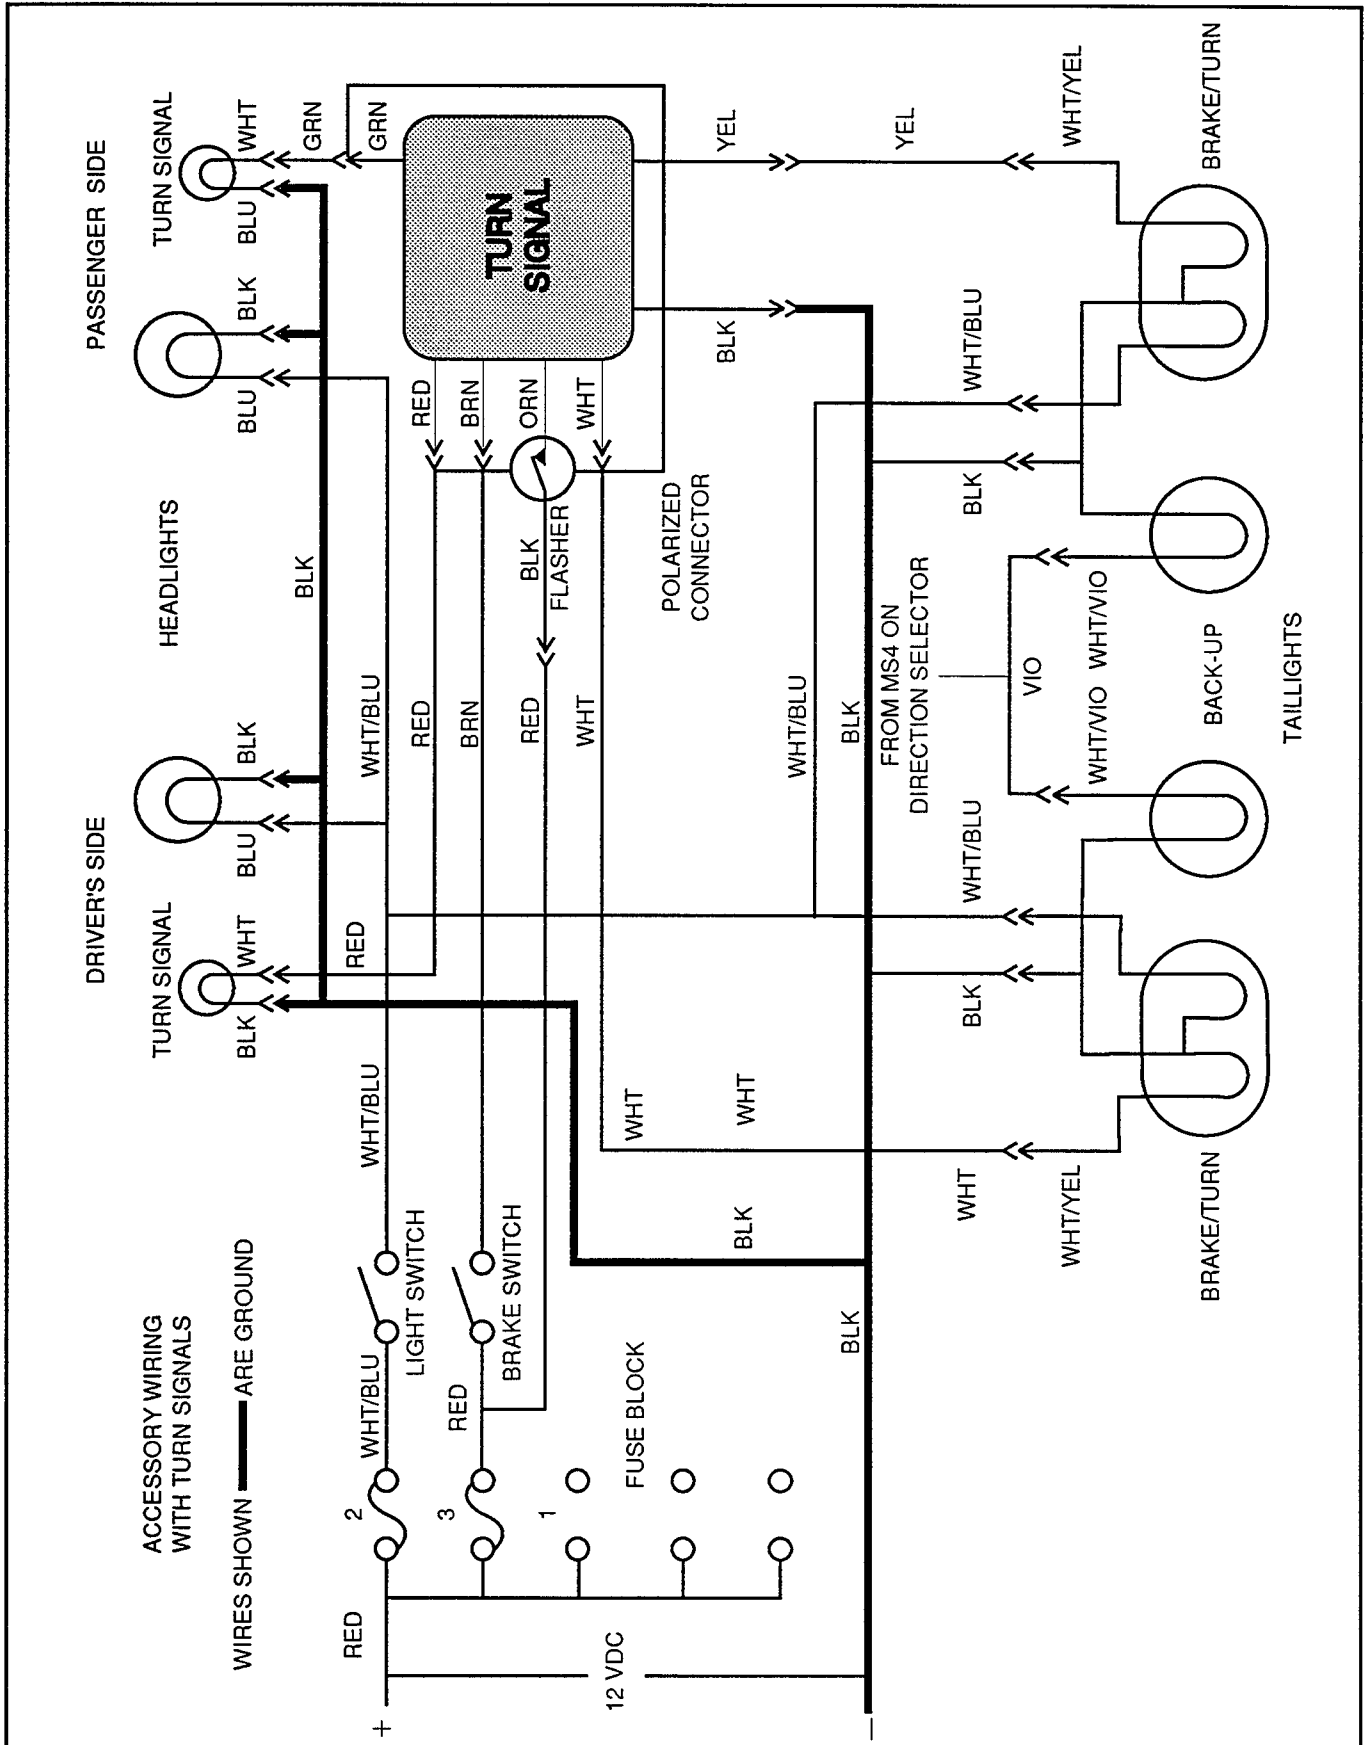 ACCESSORY WIRING
WITH TURN SIGNALS
WIRES SHOWN ARE GROUND
DRIVER'S SIDE
PASSENGER SIDE
TURN SIGNAL
HEADLIGHTS
TURN SIGNAL
BLK
WHT
BLU
BLK
BLU
BLK
BLU
WHT
BLK
GRN
GRN
RED
+
RED
2
WHT/BLU
LIGHT SWITCH
WHT/BLU
WHT/BLU
RED
RED
3
RED
BRAKE SWITCH
BRN
BRN
TURN
SIGNAL
1
RED
BLK
FLASHER
ORN
12 VDC
FUSE BLOCK
WHT
WHT
WHT
POLARIZED
CONNECTOR
BLK
WHT
BLK
YEL
WHT/BLU
−
BLK
BLK
FROM MS4 ON
DIRECTION SELECTOR
YEL
WHT
BLK
WHT/BLU
BLK
WHT/BLU
VIO
WHT/YEL
WHT/VIO
WHT/VIO
WHT/YEL
BRAKE/TURN
BACK-UP
BRAKE/TURN
TAILLIGHTS